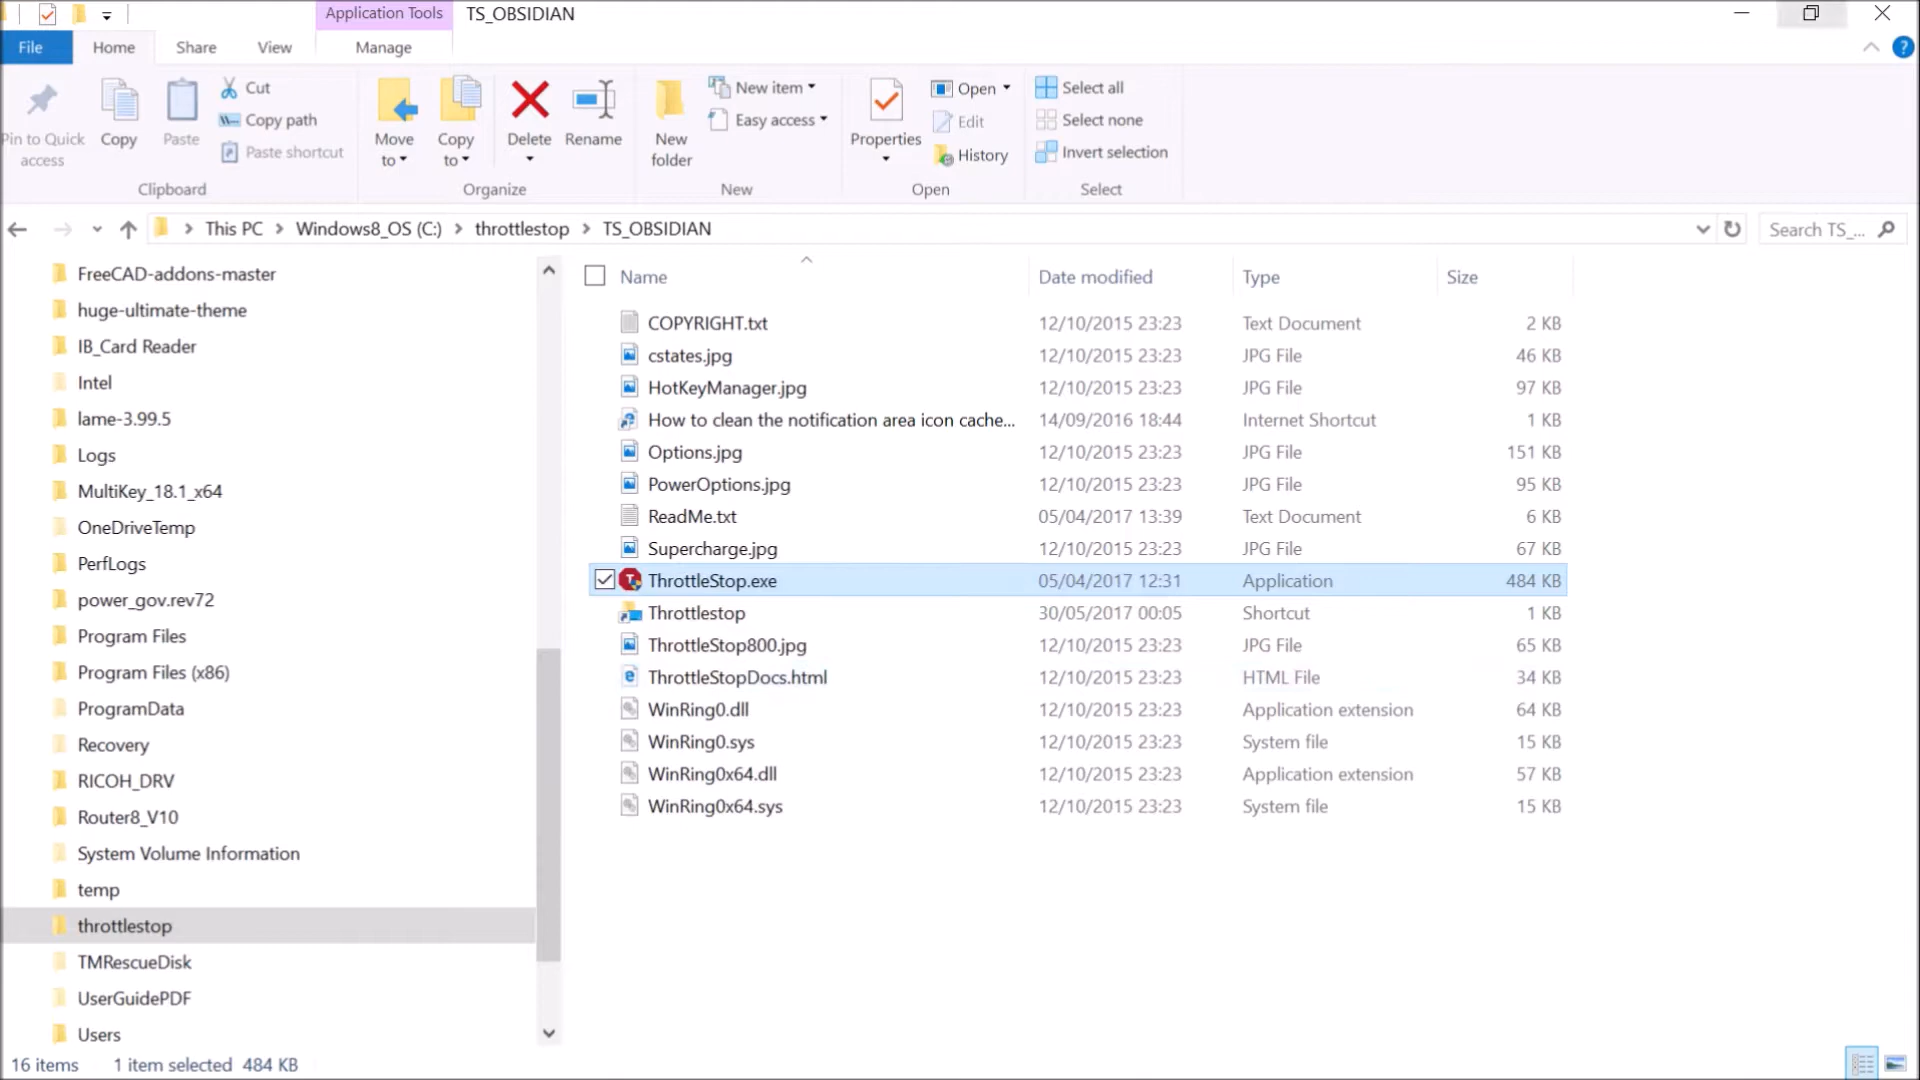 Application Tools
TS_OBSIDIAN
File
Home
Share
View
Manage
Pin to Quick access
Copy
Paste
Cut
Copy path
Paste shortcut
Clipboard
Move to
Copy to
Delete
Rename
Organize
New folder
New item
Easy access
New
Properties
Open
Edit
History
Open
Select all
Select none
Invert selection
Select
This PC > Windows8_OS (C:) > throttlestop > TS_OBSIDIAN
Search TS_...
FreeCAD-addons-master
huge-ultimate-theme
IB_Card Reader
Intel
lame-3.99.5
Logs
MultiKey_18.1_x64
OneDriveTemp
PerfLogs
power_gov.rev72
Program Files
Program Files (x86)
ProgramData
Recovery
RICOH_DRV
Router8_V10
System Volume Information
temp
throttlestop
TMRescueDisk
UserGuidePDF
Users
Name Date modified Type Size
COPYRIGHT.txt 12/10/2015 23:23 Text Document 2 KB
cstates.jpg 12/10/2015 23:23 JPG File 46 KB
HotKeyManager.jpg 12/10/2015 23:23 JPG File 97 KB
How to clean the notification area icon cache... 14/09/2016 18:44 Internet Shortcut 1 KB
Options.jpg 12/10/2015 23:23 JPG File 151 KB
PowerOptions.jpg 12/10/2015 23:23 JPG File 95 KB
ReadMe.txt 05/04/2017 13:39 Text Document 6 KB
Supercharge.jpg 12/10/2015 23:23 JPG File 67 KB
ThrottleStop.exe 05/04/2017 12:31 Application 484 KB
Throttlestop 30/05/2017 00:05 Shortcut 1 KB
ThrottleStop800.jpg 12/10/2015 23:23 JPG File 65 KB
ThrottleStopDocs.html 12/10/2015 23:23 HTML File 34 KB
WinRing0.dll 12/10/2015 23:23 Application extension 64 KB
WinRing0.sys 12/10/2015 23:23 System file 15 KB
WinRing0x64.dll 12/10/2015 23:23 Application extension 57 KB
WinRing0x64.sys 12/10/2015 23:23 System file 15 KB
16 items 1 item selected 484 KB